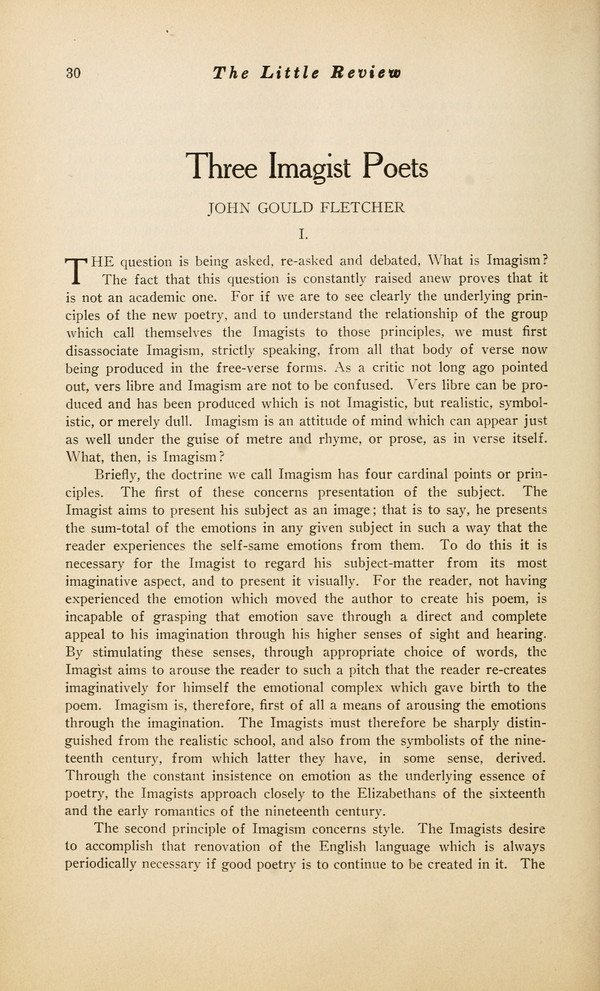 30 The Little Review
Three Imagist Poets
JOHN GOULD FLETCHER
I.
THE question is being asked, re-asked and debated, What is Imagism?
The fact that this question is constantly raised anew proves that it
is not an academic one. For if we are to see clearly the underlying prin-
ciples of the new poetry, and to understand the relationship of the group
which call themselves the Imagists to those principles, we must first
disassociate Imagism, strictly speaking, from all that body of verse now
being produced in the free-verse forms. As a critic not long ago pointed
out, vers libre and Imagism are not to be confused. Vers libre can be pro-
duced and has been produced which is not Imagistic, but realistic, symbol-
istic, or merely dull. Imagism is an attitude of mind which can appear just
as well under the guise of metre and rhyme, or prose, as in verse itself.
What, then, is Imagism?
Briefly, the doctrine we call Imagism has four cardinal points or prin-
ciples. The first of these concerns presentation of the subject. The
Imagist aims to present his subject as an image; that is to say, he presents
the sum-total of the emotions in any given subject in such a way that the
reader experiences the self-same emotions from them. To do this it is
necessary for the Imagist to regard his subject-matter from its most
imaginative aspect, and to present it visually. For the reader, not having
experienced the emotion which moved the author to create his poem, is
incapable of grasping that emotion save through a direct and complete
appeal to his imagination through his higher senses of sight and hearing.
By stimulating these senses, through appropriate choice of words, the
Imagist aims to arouse the reader to such a pitch that the reader re-creates
imaginatively for himself the emotional complex which gave birth to the
poem. Imagism is, therefore, first of all a means of arousing the emotions
through the imagination. The Imagists must therefore be sharply distin-
guished from the realistic school, and also from the symbolists of the nine-
teenth century, from which latter they have, in some sense, derived.
Through the constant insistence on emotion as the underlying essence of
poetry, the Imagists approach closely to the Elizabethans of the sixteenth
and the early romantics of the nineteenth century.
The second principle of Imagism concerns style. The Imagists desire
to accomplish that renovation of the English language which is always
periodically necessary if good poetry is to continue to be created in it. The